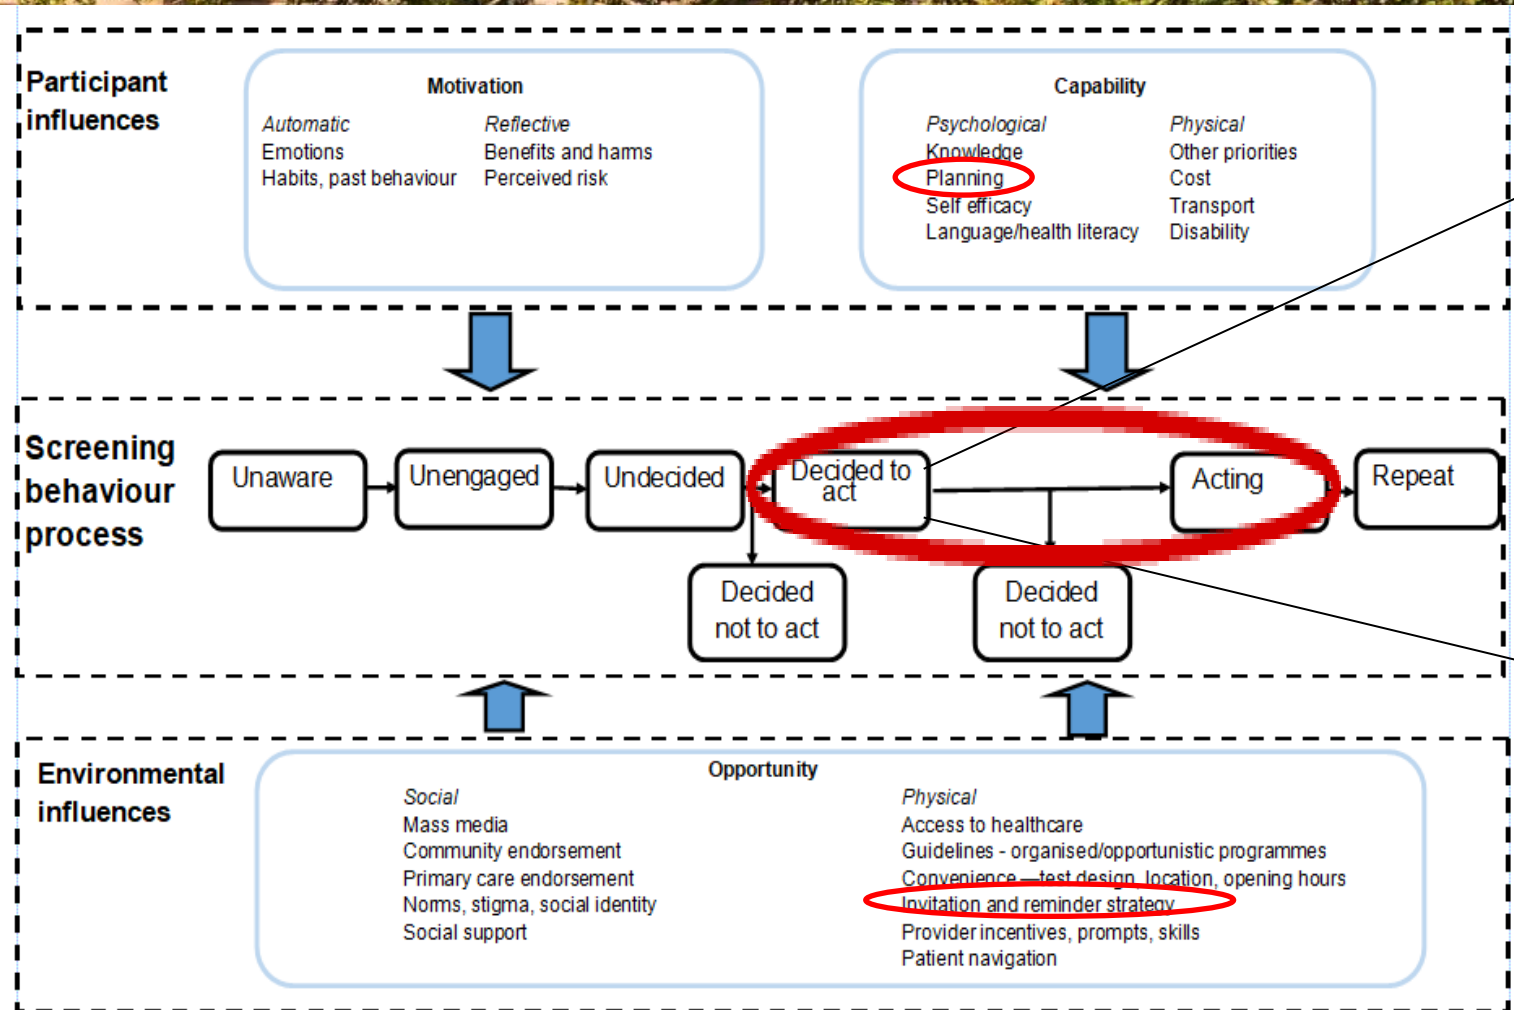 Participant
influences
Motivation
Automatic
Emotions
Habits, past behaviour
Reflective
Benefits and harms
Perceived risk
Capability
Psychological
Knowledge
Planning
Self efficacy
Language/health literacy
Physical
Other priorities
Cost
Transport
Disability
Screening
behaviour
process
Unaware
Unengaged
Undecided
Decided to
act
Acting
Repeat
Decided
not to act
Decided
not to act
Environmental
influences
Opportunity
Social
Mass media
Community endorsement
Primary care endorsement
Norms, stigma, social identity
Social support
Physical
Access to healthcare
Guidelines - organised/opportunistic programmes
Convenience —test design, location, opening hours
Invitation and reminder strategy
Provider incentives, prompts, skills
Patient navigation